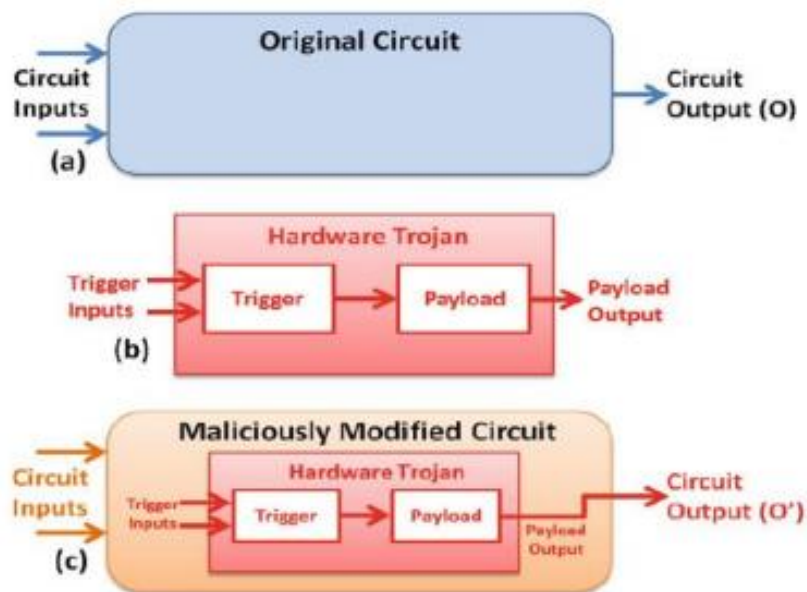 Original Circuit
Circuit
Inputs
Circuit
Output (O)
(a)
Hardware Trojan
Trigger
Inputs
Trigger
Payload
Payload
Output
(b)
Maliciously Modified Circuit
Hardware Trojan
Circuit
Inputs
Trigger
Inputs
Trigger
Payload
Payload
Output
Circuit
Output (O')
(c)